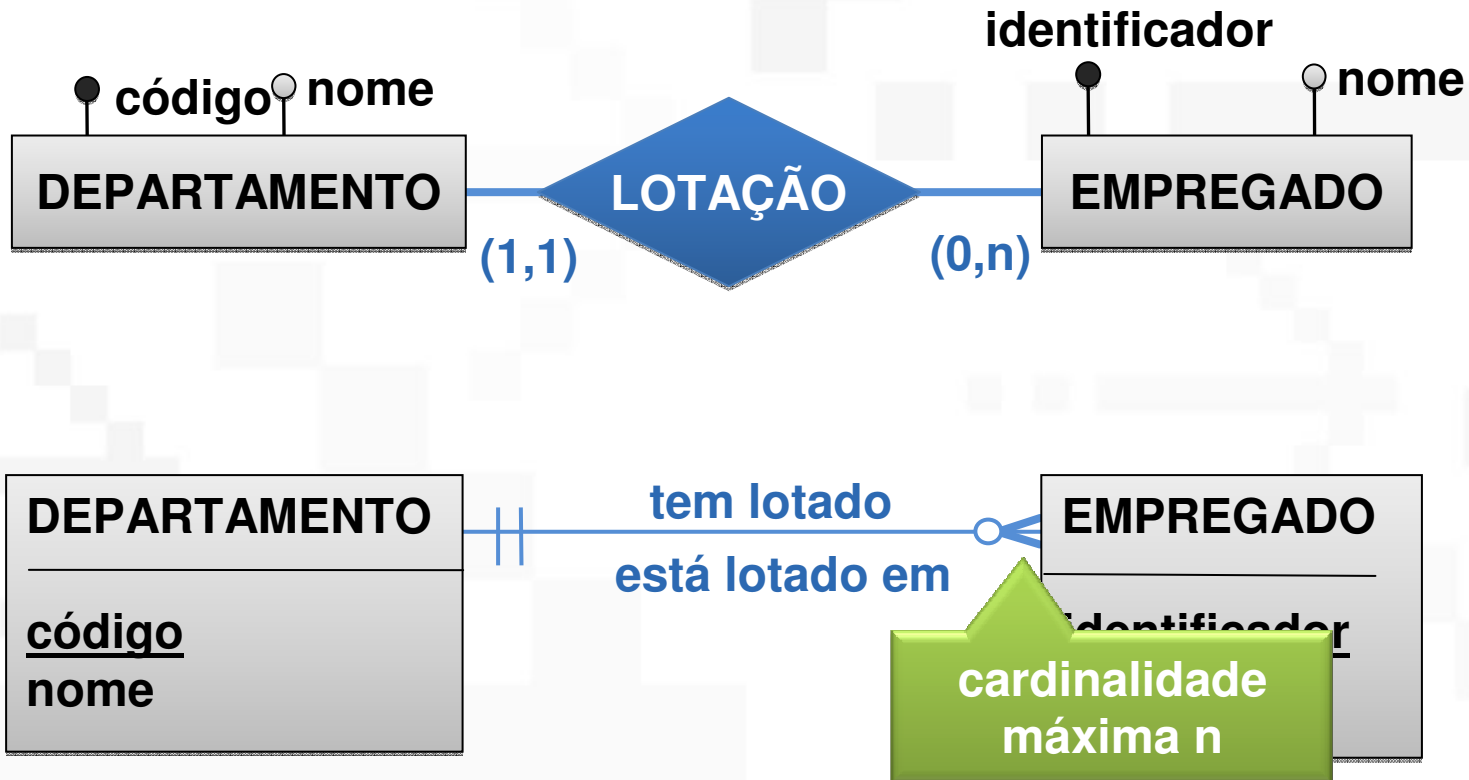 identificador
código nome
nome
DEPARTAMENTO
LOTAÇÃO
EMPREGADO
(1,1)
(0,n)
DEPARTAMENTO
tem lotado
EMPREGADO
está lotado em
código
nome
identificador
cardinalidade
máxima n